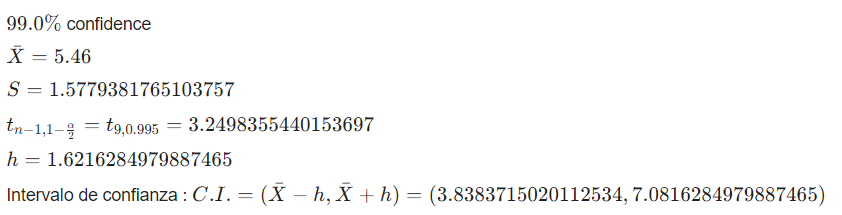 99.0% confidence
X̄ = 5.46
S = 1.5779381765103757
t_{n−1,1−α/2} = t_{9,0.995} = 3.2498355440153697
h = 1.6216284979887465
Intervalo de confianza : C.I. = (X̄ − h, X̄ + h) = (3.8383715020112534, 7.0816284979887465)